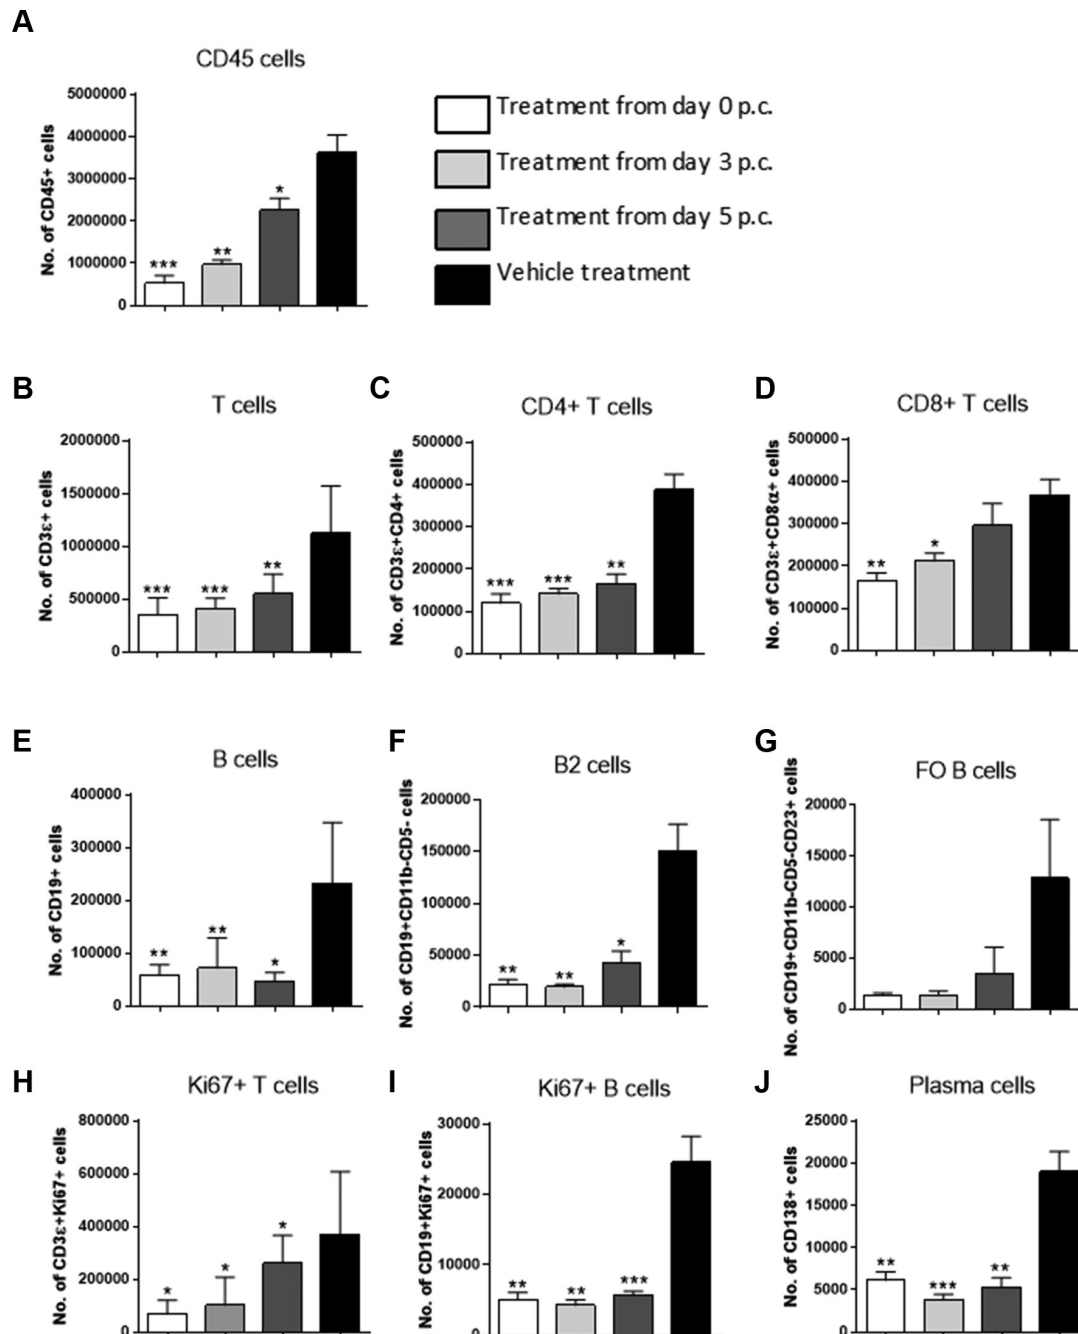 A
CD45 cells
No. of CD45+ cells
5000000
4000000
3000000
2000000
1000000
0
***
**
*
Treatment from day 0 p.c.
Treatment from day 3 p.c.
Treatment from day 5 p.c.
Vehicle treatment
B
T cells
No. of CD3ε+ cells
2000000
1500000
1000000
500000
0
***
***
**
C
CD4+ T cells
No. of CD3ε+CD4+ cells
500000
400000
300000
200000
100000
0
***
***
**
D
CD8+ T cells
No. of CD3ε+CD8α+ cells
500000
400000
300000
200000
100000
0
**
*
E
B cells
No. of CD19+ cells
400000
300000
200000
100000
0
**
**
*
F
B2 cells
No. of CD19+CD11b-CD5- cells
200000
150000
100000
50000
0
**
**
*
G
FO B cells
No. of CD19+CD11b-CD5-CD23+ cells
20000
15000
10000
5000
0
H
Ki67+ T cells
No. of CD3ε+Ki67+ cells
800000
600000
400000
200000
0
*
*
*
I
Ki67+ B cells
No. of CD19+Ki67+ cells
30000
20000
10000
0
**
**
***
J
Plasma cells
No. of CD138+ cells
25000
20000
15000
10000
5000
0
**
***
**